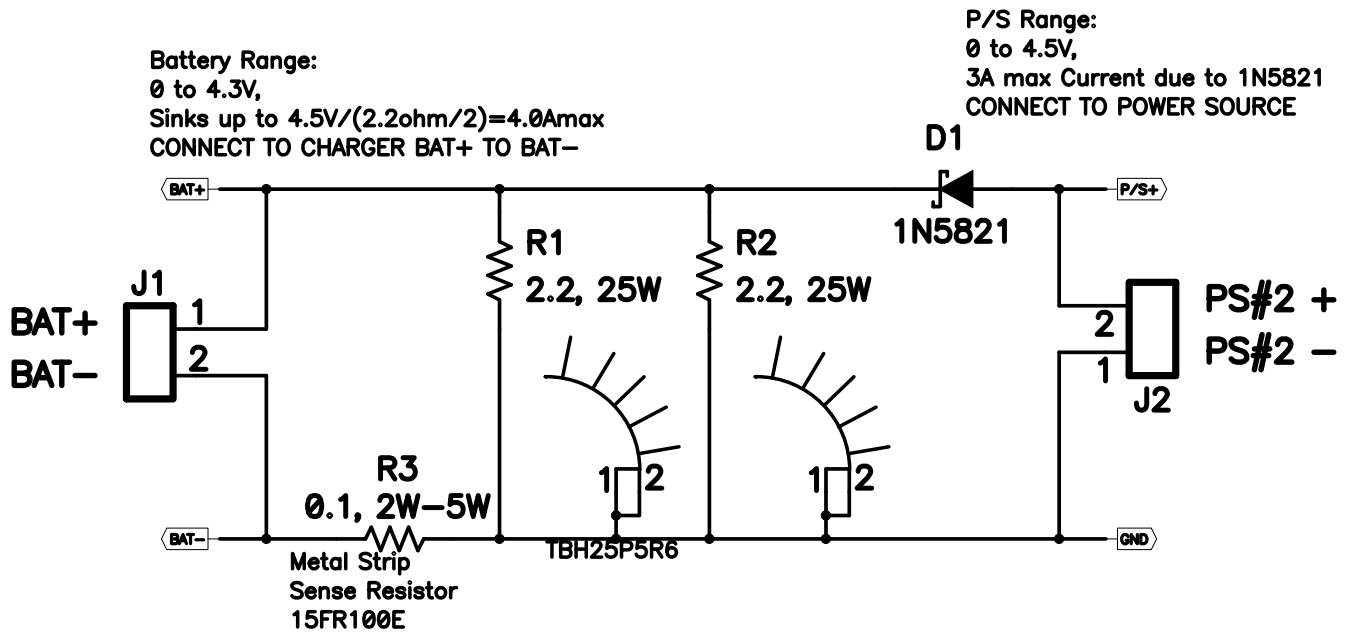 P/S Range:
0 to 4.5V,
3A max Current due to 1N5821
CONNECT TO POWER SOURCE
Battery Range:
0 to 4.3V,
Sinks up to 4.5V/(2.2ohm/2)=4.0Amax
CONNECT TO CHARGER BAT+ TO BAT-
D1
BAT+
P/S+
1N5821
R1
2.2, 25W
R2
2.2, 25W
J1
BAT+
1
BAT-
2
PS#2 +
2
PS#2 -
1
J2
R3
0.1, 2W-5W
1
2
1
2
BAT-
GND
TBH25P5R6
Metal Strip
Sense Resistor
15FR100E